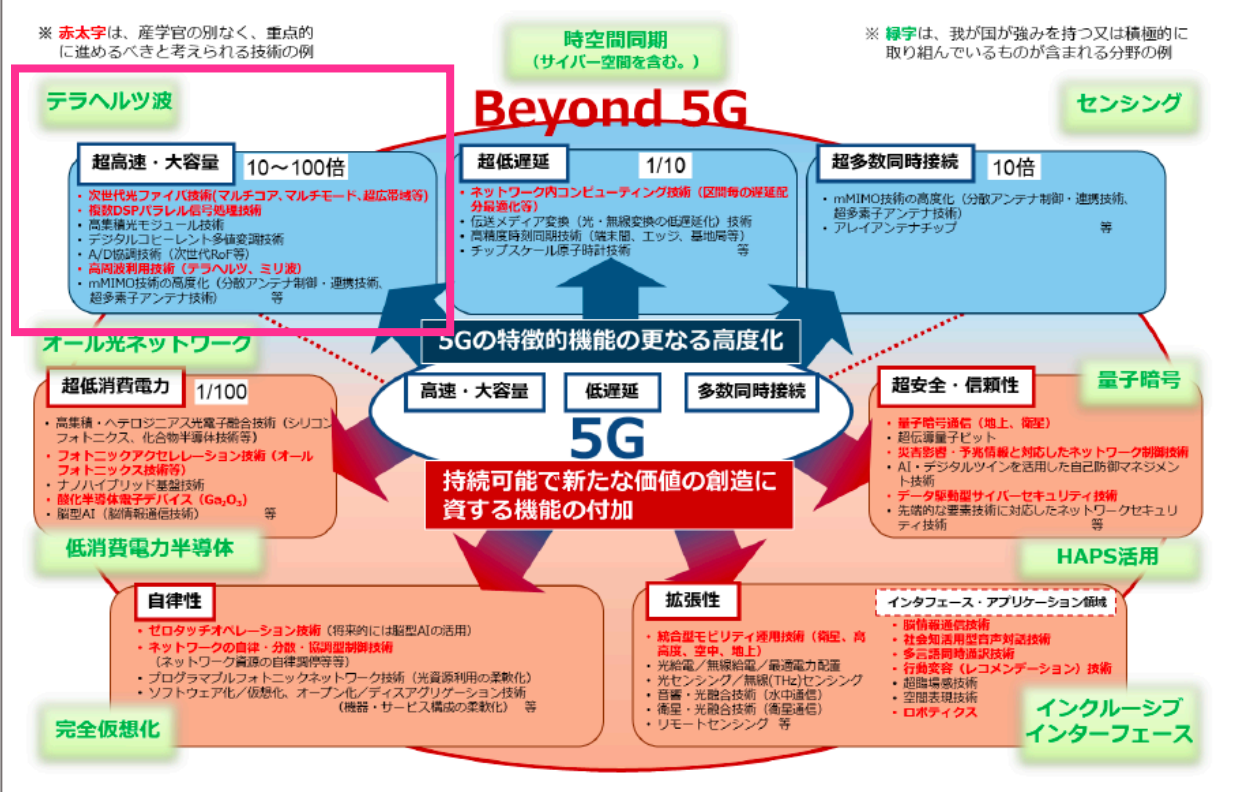 ※ 赤太字は、産学官の別なく、重点的
に進めるべきと考えられる技術の例
時空間同期
(サイバー空間を含む。)
※ 緑字は、我が国が強みを持つ又は積極的に
取り組んでいるものが含まれる分野の例
テラヘルツ波
Beyond 5G
センシング
超高速・大容量
10～100倍
・次世代光ファイバ技術(マルチコア、マルチモード、超広帯域等)
・複数DSPパラレル信号処理技術
・高集積光モジュール技術
・デジタルコヒーレント多値変調技術
・A/D協調技術（次世代RoF等）
・高周波利用技術（テラヘルツ、ミリ波）
・mMIMO技術の高度化（分散アンテナ制御・連携技術、
超多素子アンテナ技術） 等
超低遅延
1/10
・ネットワーク内コンピューティング技術（区間毎の遅延配
分最適化等）
・伝送メディア変換（光・無線変換の低遅延化）技術
・高精度時刻同期技術（端末間、エッジ、基地局等）
・チップスケール原子時計技術 等
超多数同時接続
10倍
・mMIMO技術の高度化（分散アンテナ制御・連携技術、
超多素子アンテナ技術）
・アレイアンテナチップ 等
5Gの特徴的機能の更なる高度化
オール光ネットワーク
高速・大容量
低遅延
多数同時接続
5G
持続可能で新たな価値の創造に
資する機能の付加
超低消費電力
1/100
・高集積・ヘテロジニアス光電子融合技術（シリコン
フォトニクス、化合物半導体技術等）
・フォトニックアクセレレーション技術（オール
フォトニックス技術等）
・ナノハイブリッド基盤技術
・酸化半導体電子デバイス（Ga₂O₃）
・脳型AI（脳情報通信技術） 等
超安全・信頼性
量子暗号
・量子暗号通信（地上、衛星）
・超伝導量子ビット
・災害影響・予兆情報と対応したネットワーク制御技術
・AI・デジタルツインを活用した自己防御マネジメン
ト技術
・データ駆動型サイバーセキュリティ技術
・先端的な要素技術に対応したネットワークセキュリ
ティ技術 等
低消費電力半導体
HAPS活用
自律性
・ゼロタッチオペレーション技術（将来的には脳型AIの活用）
・ネットワークの自律・分散・協調型制御技術
（ネットワーク資源の自律調停等等）
・プログラマブルフォトニックネットワーク技術（光資源利用の柔軟化）
・ソフトウェア化／仮想化、オープン化／ディスアグリゲーション技術
（機器・サービス構成の柔軟化） 等
拡張性
・統合型モビリティ運用技術（衛星、高
高度、空中、地上）
・光給電／無線給電／最適電力配置
・光センシング／無線(THz)センシング
・音響・光融合技術（水中通信）
・衛星・光融合技術（衛星通信）
・リモートセンシング 等
インタフェース・アプリケーション領域
・脳情報通信技術
・社会知活用型音声対話技術
・多言語同時通訳技術
・行動変容（レコメンデーション）技術
・超臨場感技術
・空間表現技術
・ロボティクス
完全仮想化
インクルーシブ
インターフェース